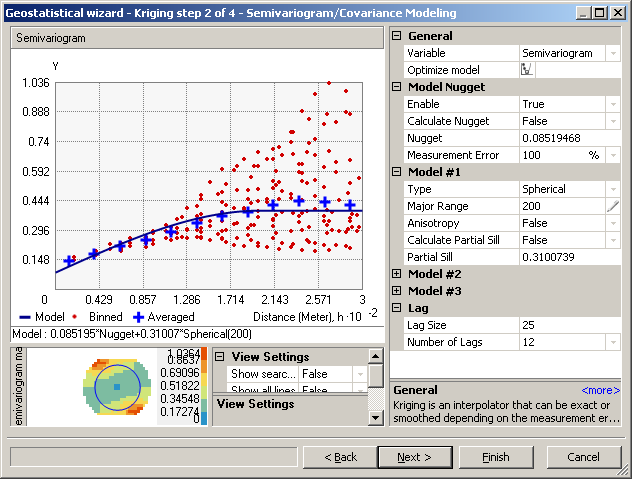 Geostatistical wizard - Kriging step 2 of 4 - Semivariogram/Covariance Modeling
Semivariogram
Y
1.036
0.888
0.74
0.592
0.444
0.296
0.148
0 0.429 0.857 1.286 1.714 2.143 2.571 3
Model Binned Averaged Distance (Meter), h ·10 -2
Model : 0.085195*Nugget+0.31007*Spherical(200)
emivariogram ma
1.0364
0.8637
0.69096
0.51822
0.34548
0.17274
0
View Settings
Show searc... False
Show all lines False
View Settings
General
Variable Semivariogram
Optimize model
Model Nugget
Enable True
Calculate Nugget False
Nugget 0.08519468
Measurement Error 100 %
Model #1
Type Spherical
Major Range 200
Anisotropy False
Calculate Partial Sill False
Partial Sill 0.3100739
Model #2
Model #3
Lag
Lag Size 25
Number of Lags 12
General <more>
Kriging is an interpolator that can be exact or
smoothed depending on the measurement er...
< Back Next > Finish Cancel